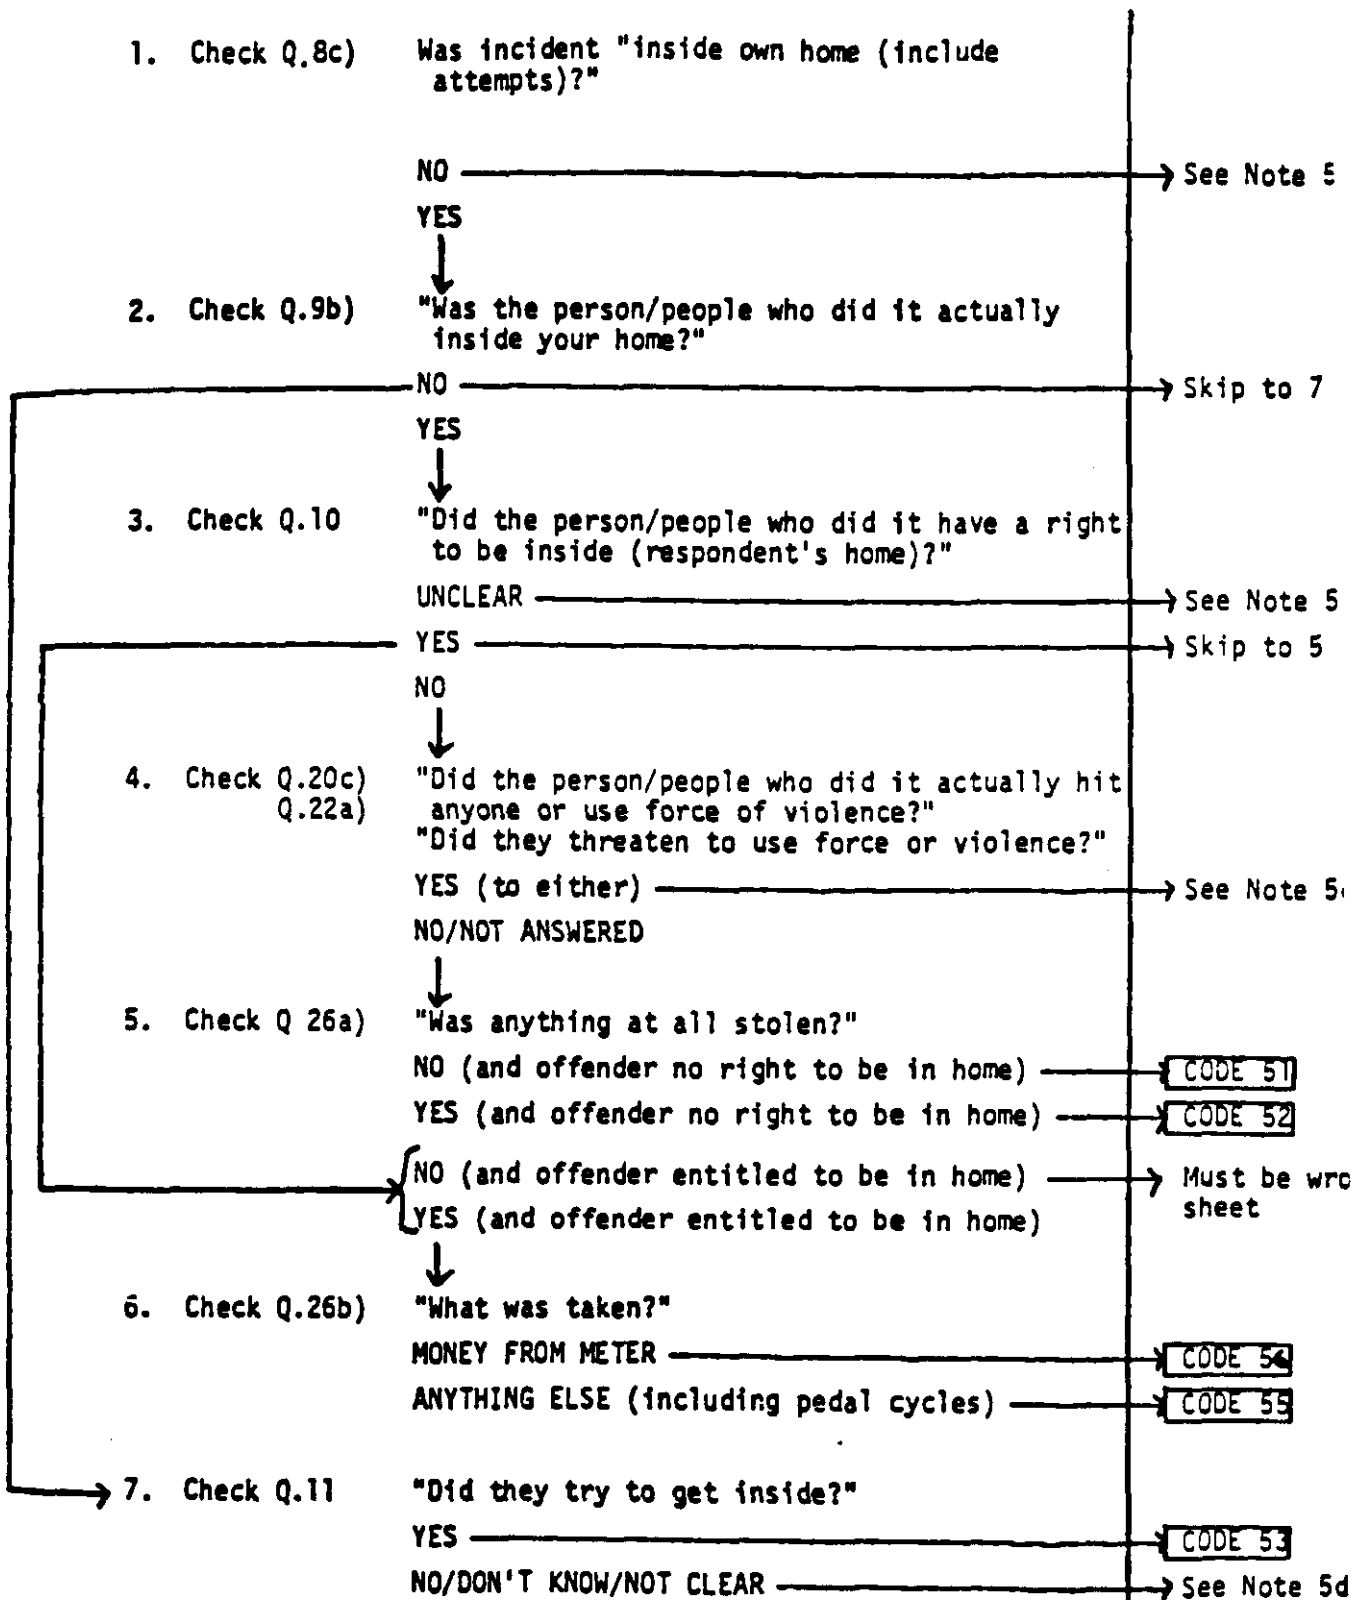 1. Check Q.8c) Was incident "inside own home (include
attempts)?"
NO See Note 5
YES
2. Check Q.9b) "Was the person/people who did it actually
inside your home?"
NO Skip to 7
YES
3. Check Q.10 "Did the person/people who did it have a right
to be inside (respondent's home)?"
UNCLEAR See Note 5
YES Skip to 5
NO
4. Check Q.20c) "Did the person/people who did it actually hit
Q.22a) anyone or use force of violence?"
"Did they threaten to use force or violence?"
YES (to either) See Note 5
NO/NOT ANSWERED
5. Check Q 26a) "Was anything at all stolen?"
NO (and offender no right to be in home) CODE 51
YES (and offender no right to be in home) CODE 52
NO (and offender entitled to be in home) Must be wro
sheet
YES (and offender entitled to be in home)
6. Check Q.26b) "What was taken?"
MONEY FROM METER CODE
ANYTHING ELSE (including pedal cycles) CODE 55
7. Check Q.11 "Did they try to get inside?"
YES CODE 53
NO/DON'T KNOW/NOT CLEAR See Note 5d